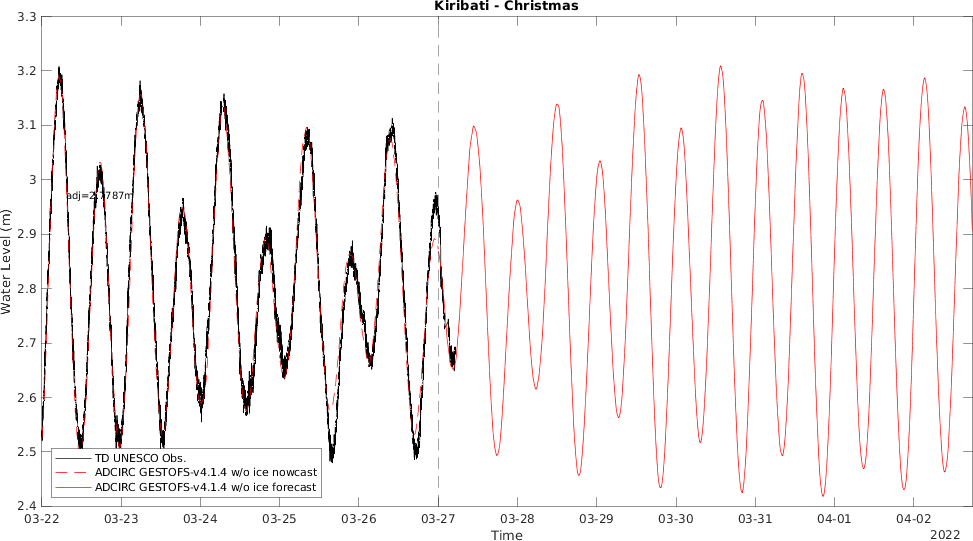 Kiribati - Christmas
3.3
3.2
3.1
3
2.9
2.8
2.7
2.6
2.5
2.4
Water Level (m)
adj=2.7787m
TD UNESCO Obs.
ADCIRC GESTOFS-v4.1.4 w/o ice nowcast
ADCIRC GESTOFS-v4.1.4 w/o ice forecast
03-22 03-23 03-24 03-25 03-26 03-27 03-28 03-29 03-30 03-31 04-01 04-02
Time
2022